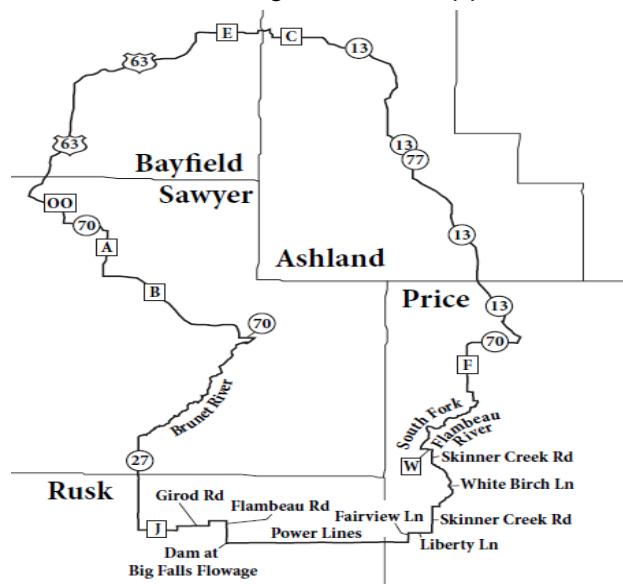 E
C
13
63
13
77
63
Bayfield
Sawyer
OO
70
A
13
Ashland
B
Price
13
70
70
F
Brunet River
South Fork
Flambeau
River
W
Skinner Creek Rd
27
Rusk
White Birch Ln
Girod Rd
Flambeau Rd
Fairview Ln
Skinner Creek Rd
J
Power Lines
Liberty Ln
Dam at
Big Falls Flowage